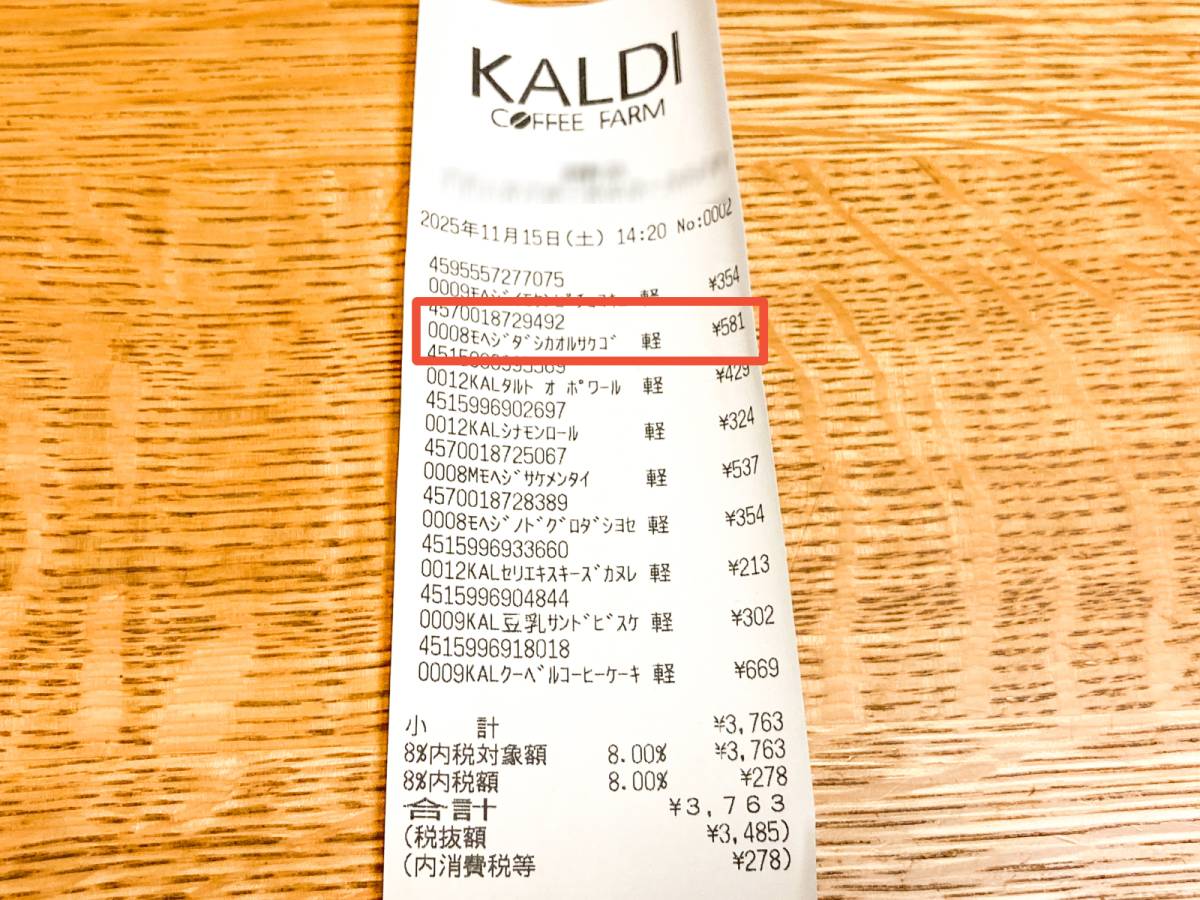 KALDI
COFFEE FARM
2025年11月15日(土) 14:20 No:0002
4595557277075 ¥354
軽
4570018729492
0008モヘジダシカオルサケゴ 軽 ¥581
0012KALタルト オ ポワール 軽 ¥429
4515996902697
0012KALシナモンロール 軽 ¥324
4570018725067
0008Mモヘジサケメンタイ 軽 ¥537
4570018728389
0008モヘジノドグロダシヨセ 軽 ¥354
4515996933660
0012KALセリエキスキーズカヌレ 軽 ¥213
4515996904844
0009KAL豆乳サンドビスケ 軽 ¥302
4515996918018
0009KALクーベルコーヒーケーキ 軽 ¥669
小 計 ¥3,763
8%内税対象額 8.00% ¥3,763
8%内税額 8.00% ¥278
合計 ¥3,763
(税抜額 ¥3,485)
(内消費税等 ¥278)